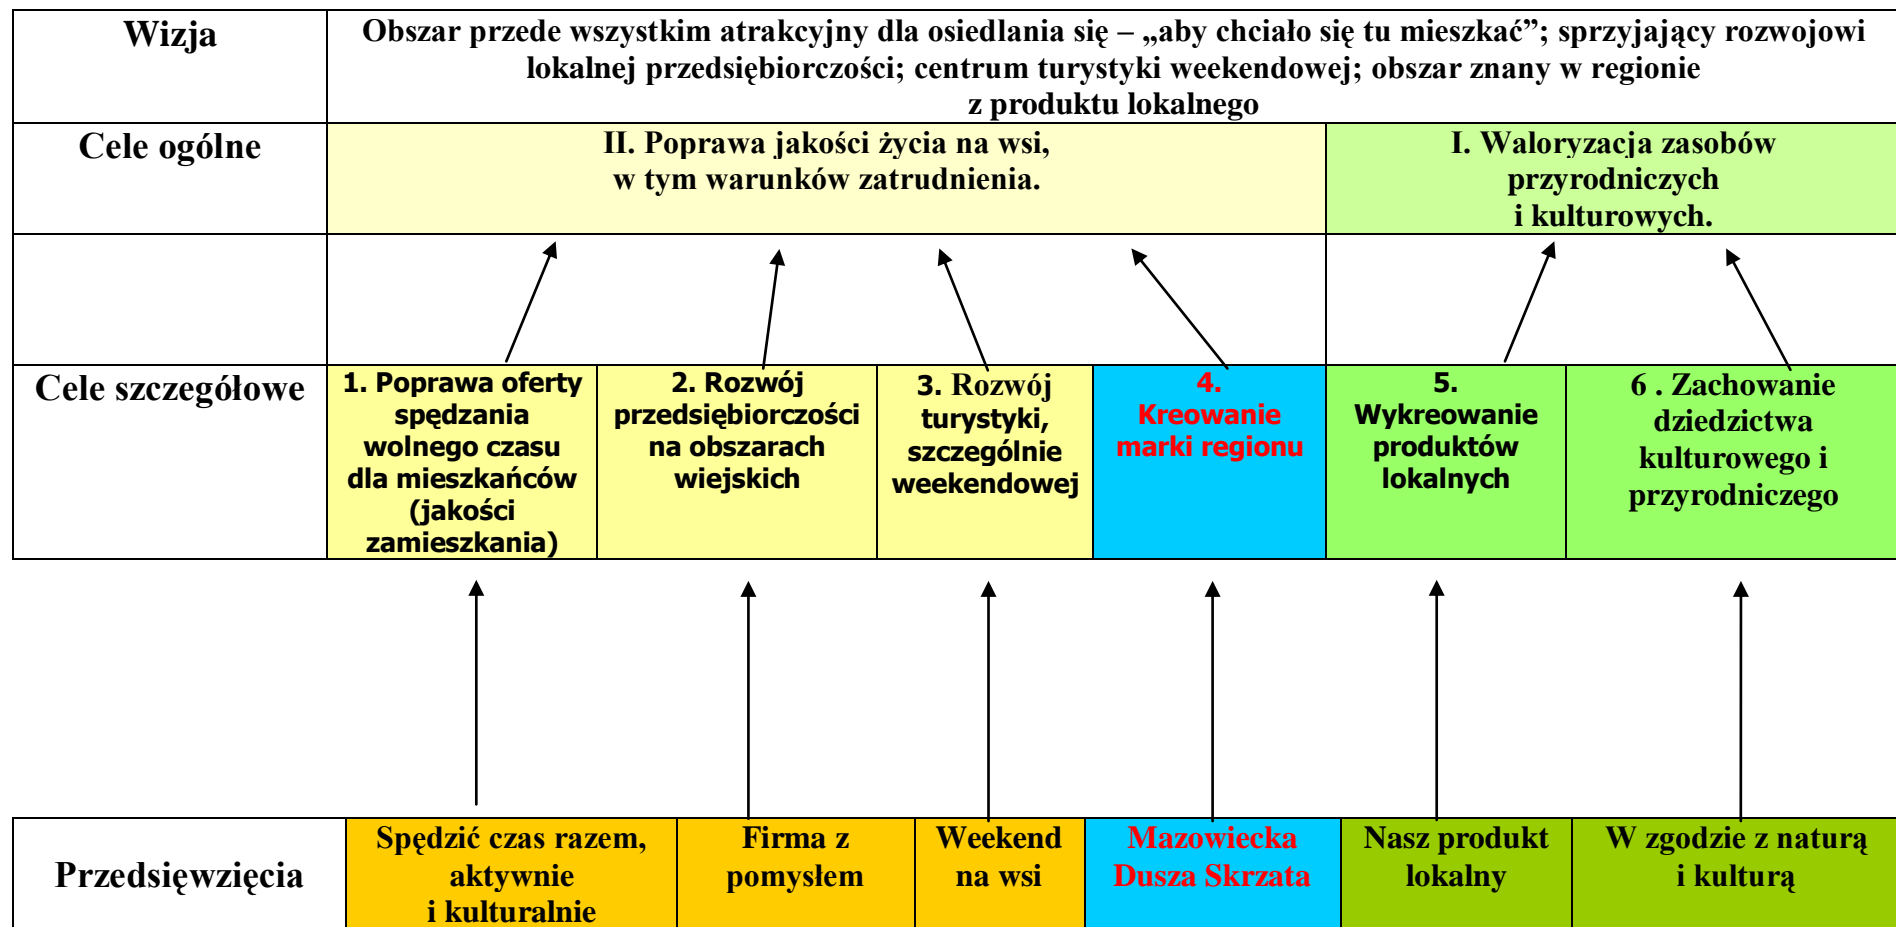 Wizja
Obszar przede wszystkim atrakcyjny dla osiedlania się – „aby chciało się tu mieszkać”; sprzyjający rozwojowi
lokalnej przedsiębiorczości; centrum turystyki weekendowej; obszar znany w regionie
z produktu lokalnego
Cele ogólne
II. Poprawa jakości życia na wsi,
w tym warunków zatrudnienia.
I. Waloryzacja zasobów
przyrodniczych
i kulturowych.
Cele szczegółowe
1. Poprawa oferty
spędzania
wolnego czasu
dla mieszkańców
(jakości
zamieszkania)
2. Rozwój
przedsiębiorczości
na obszarach
wiejskich
3. Rozwój
turystyki,
szczególnie
weekendowej
4.
Kreowanie
marki regionu
5.
Wykreowanie
produktów
lokalnych
6 . Zachowanie
dziedzictwa
kulturowego i
przyrodniczego
Przedsięwzięcia
Spędzić czas razem,
aktywnie
i kulturalnie
Firma z
pomysłem
Weekend
na wsi
Mazowiecka
Dusza Skrzata
Nasz produkt
lokalny
W zgodzie z naturą
i kulturą